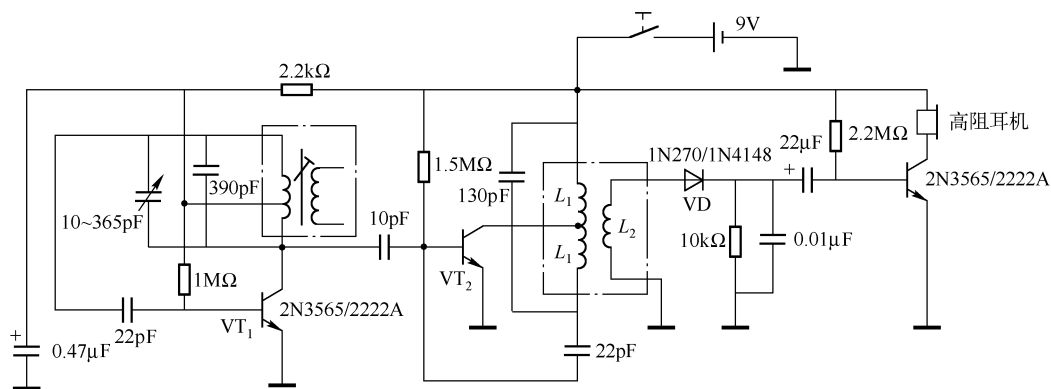 9V
2.2kΩ
高阻耳机
22μF
2.2MΩ
1N270/1N4148
1.5MΩ
390pF
130pF
+
2N3565/2222A
L₁
VD
10~365pF
10pF
L₂
10kΩ
0.01μF
L₁
1MΩ
VT₂
2N3565/2222A
22pF
VT₁
+
0.47μF
22pF